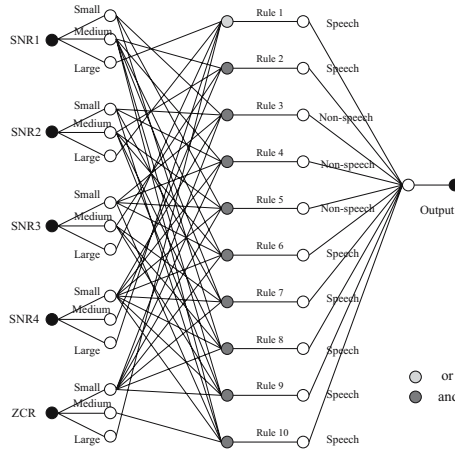 SNR1
Small
Medium
Large
SNR2
Small
Medium
Large
SNR3
Small
Medium
Large
SNR4
Small
Medium
Large
ZCR
Small
Medium
Large
Rule 1
Speech
Rule 2
Speech
Rule 3
Non-speech
Rule 4
Non-speech
Rule 5
Non-speech
Rule 6
Speech
Rule 7
Speech
Rule 8
Speech
Rule 9
Speech
Rule 10
Speech
Output
or
and